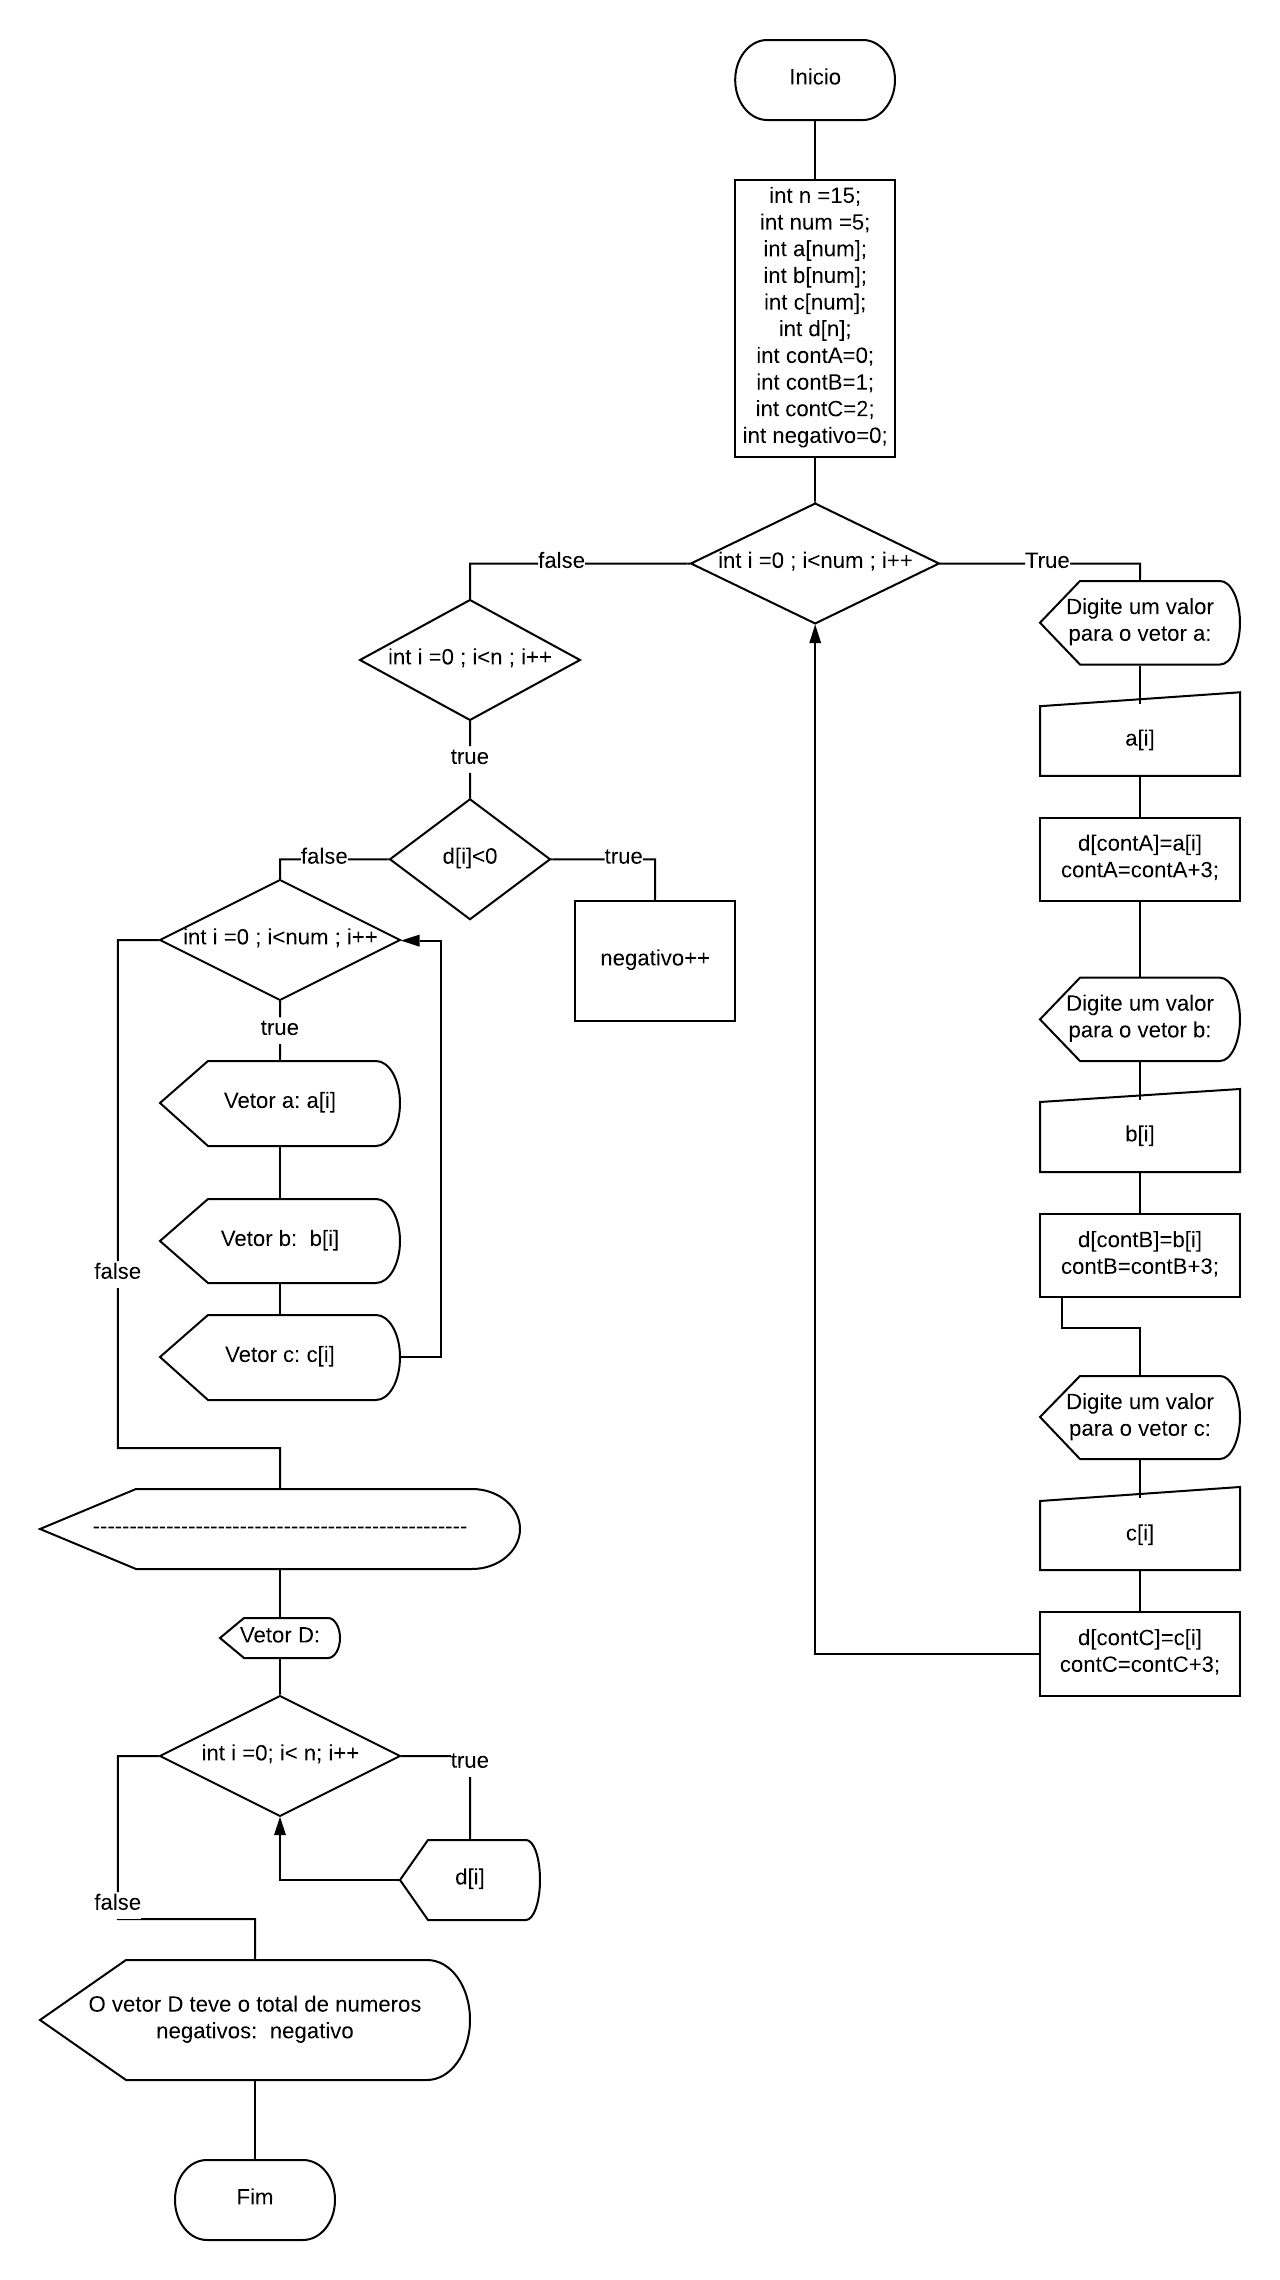 Inicio
int n =15;
int num =5;
int a[num];
int b[num];
int c[num];
int d[n];
int contA=0;
int contB=1;
int contC=2;
int negativo=0;
int i =0 ; i<num ; i++
false
True
Digite um valor
para o vetor a:
a[i]
d[contA]=a[i]
contA=contA+3;
Digite um valor
para o vetor b:
b[i]
d[contB]=b[i]
contB=contB+3;
Digite um valor
para o vetor c:
c[i]
d[contC]=c[i]
contC=contC+3;
int i =0 ; i<n ; i++
true
d[i]<0
false
true
negativo++
int i =0 ; i<num ; i++
true
Vetor a: a[i]
Vetor b:  b[i]
Vetor c: c[i]
false
---------------------------------------------------
Vetor D:
int i =0; i< n; i++
true
d[i]
false
O vetor D teve o total de numeros
negativos:  negativo
Fim